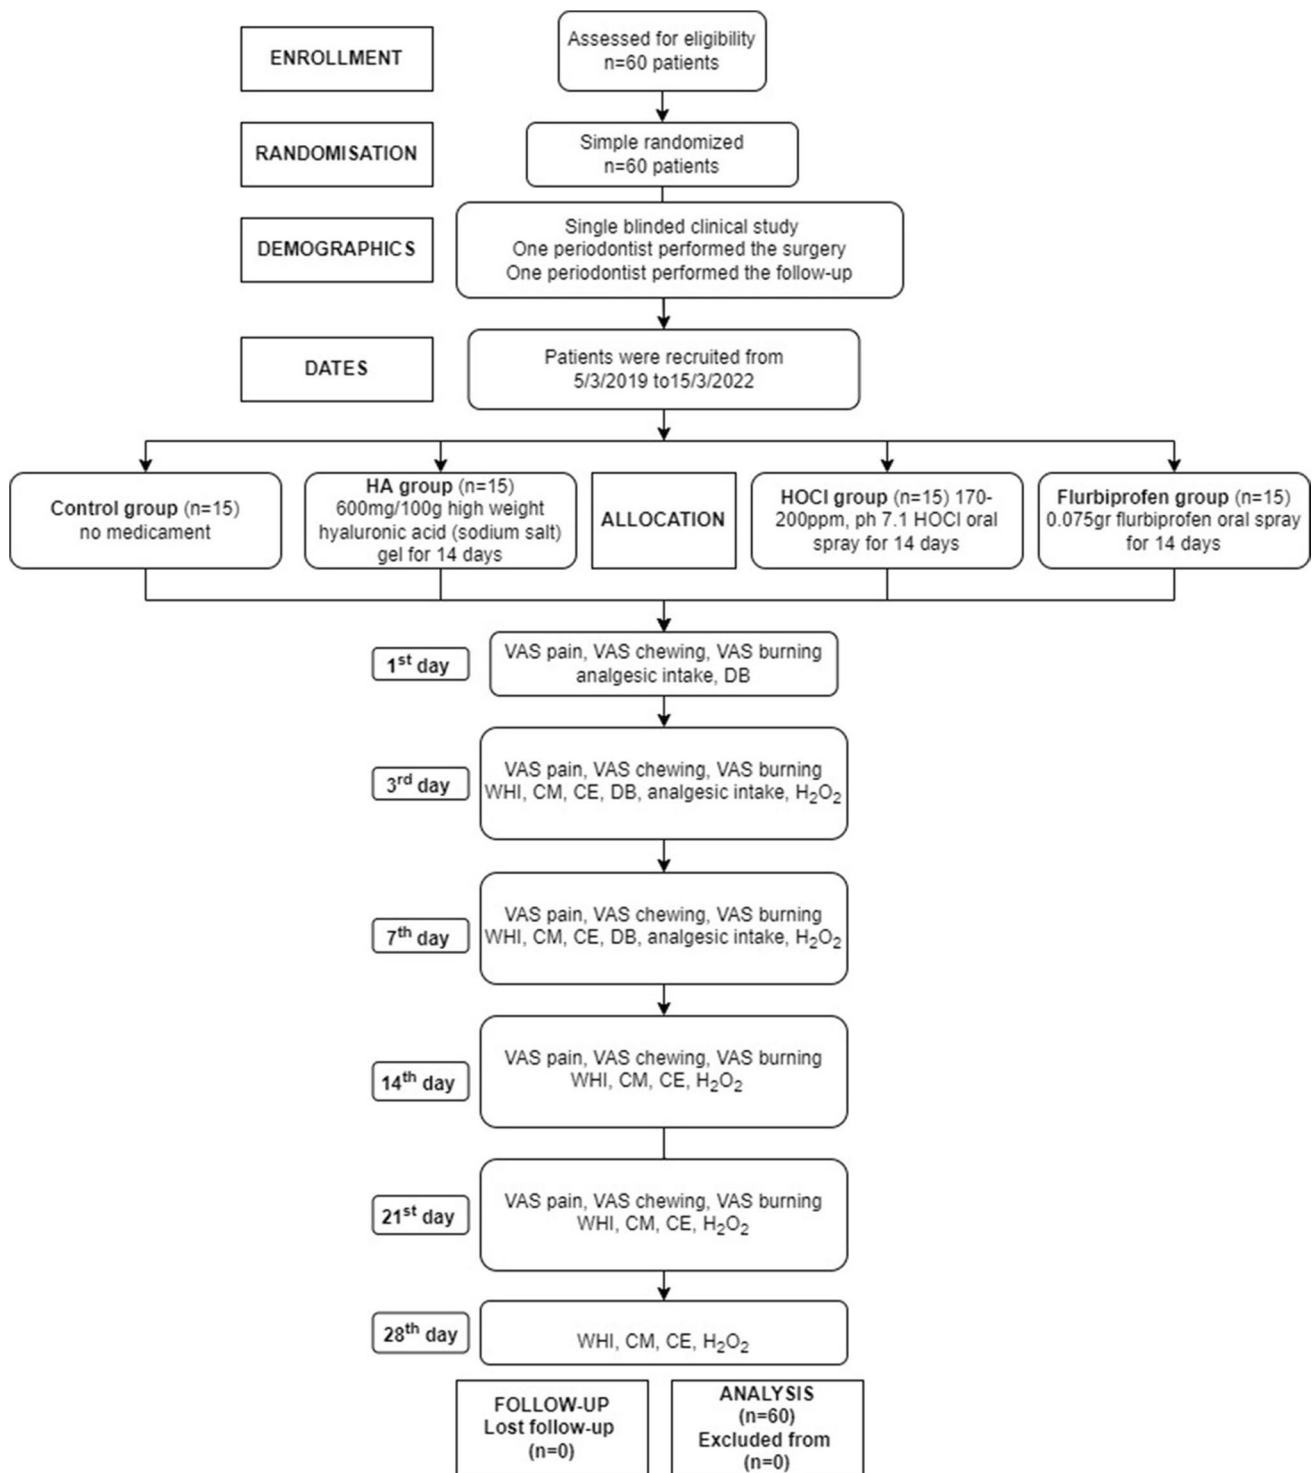 ENROLLMENT
Assessed for eligibility
n=60 patients
RANDOMISATION
Simple randomized
n=60 patients
DEMOGRAPHICS
Single blinded clinical study
One periodontist performed the surgery
One periodontist performed the follow-up
DATES
Patients were recruited from
5/3/2019 to15/3/2022
Control group (n=15)
no medicament
HA group (n=15)
600mg/100g high weight
hyaluronic acid (sodium salt)
gel for 14 days
ALLOCATION
HOCl group (n=15) 170-
200ppm, ph 7.1 HOCl oral
spray for 14 days
Flurbiprofen group (n=15)
0.075gr flurbiprofen oral spray
for 14 days
1st day
VAS pain, VAS chewing, VAS burning
analgesic intake, DB
3rd day
VAS pain, VAS chewing, VAS burning
WHI, CM, CE, DB, analgesic intake, H2O2
7th day
VAS pain, VAS chewing, VAS burning
WHI, CM, CE, DB, analgesic intake, H2O2
14th day
VAS pain, VAS chewing, VAS burning
WHI, CM, CE, H2O2
21st day
VAS pain, VAS chewing, VAS burning
WHI, CM, CE, H2O2
28th day
WHI, CM, CE, H2O2
FOLLOW-UP
Lost follow-up
(n=0)
ANALYSIS
(n=60)
Excluded from
(n=0)